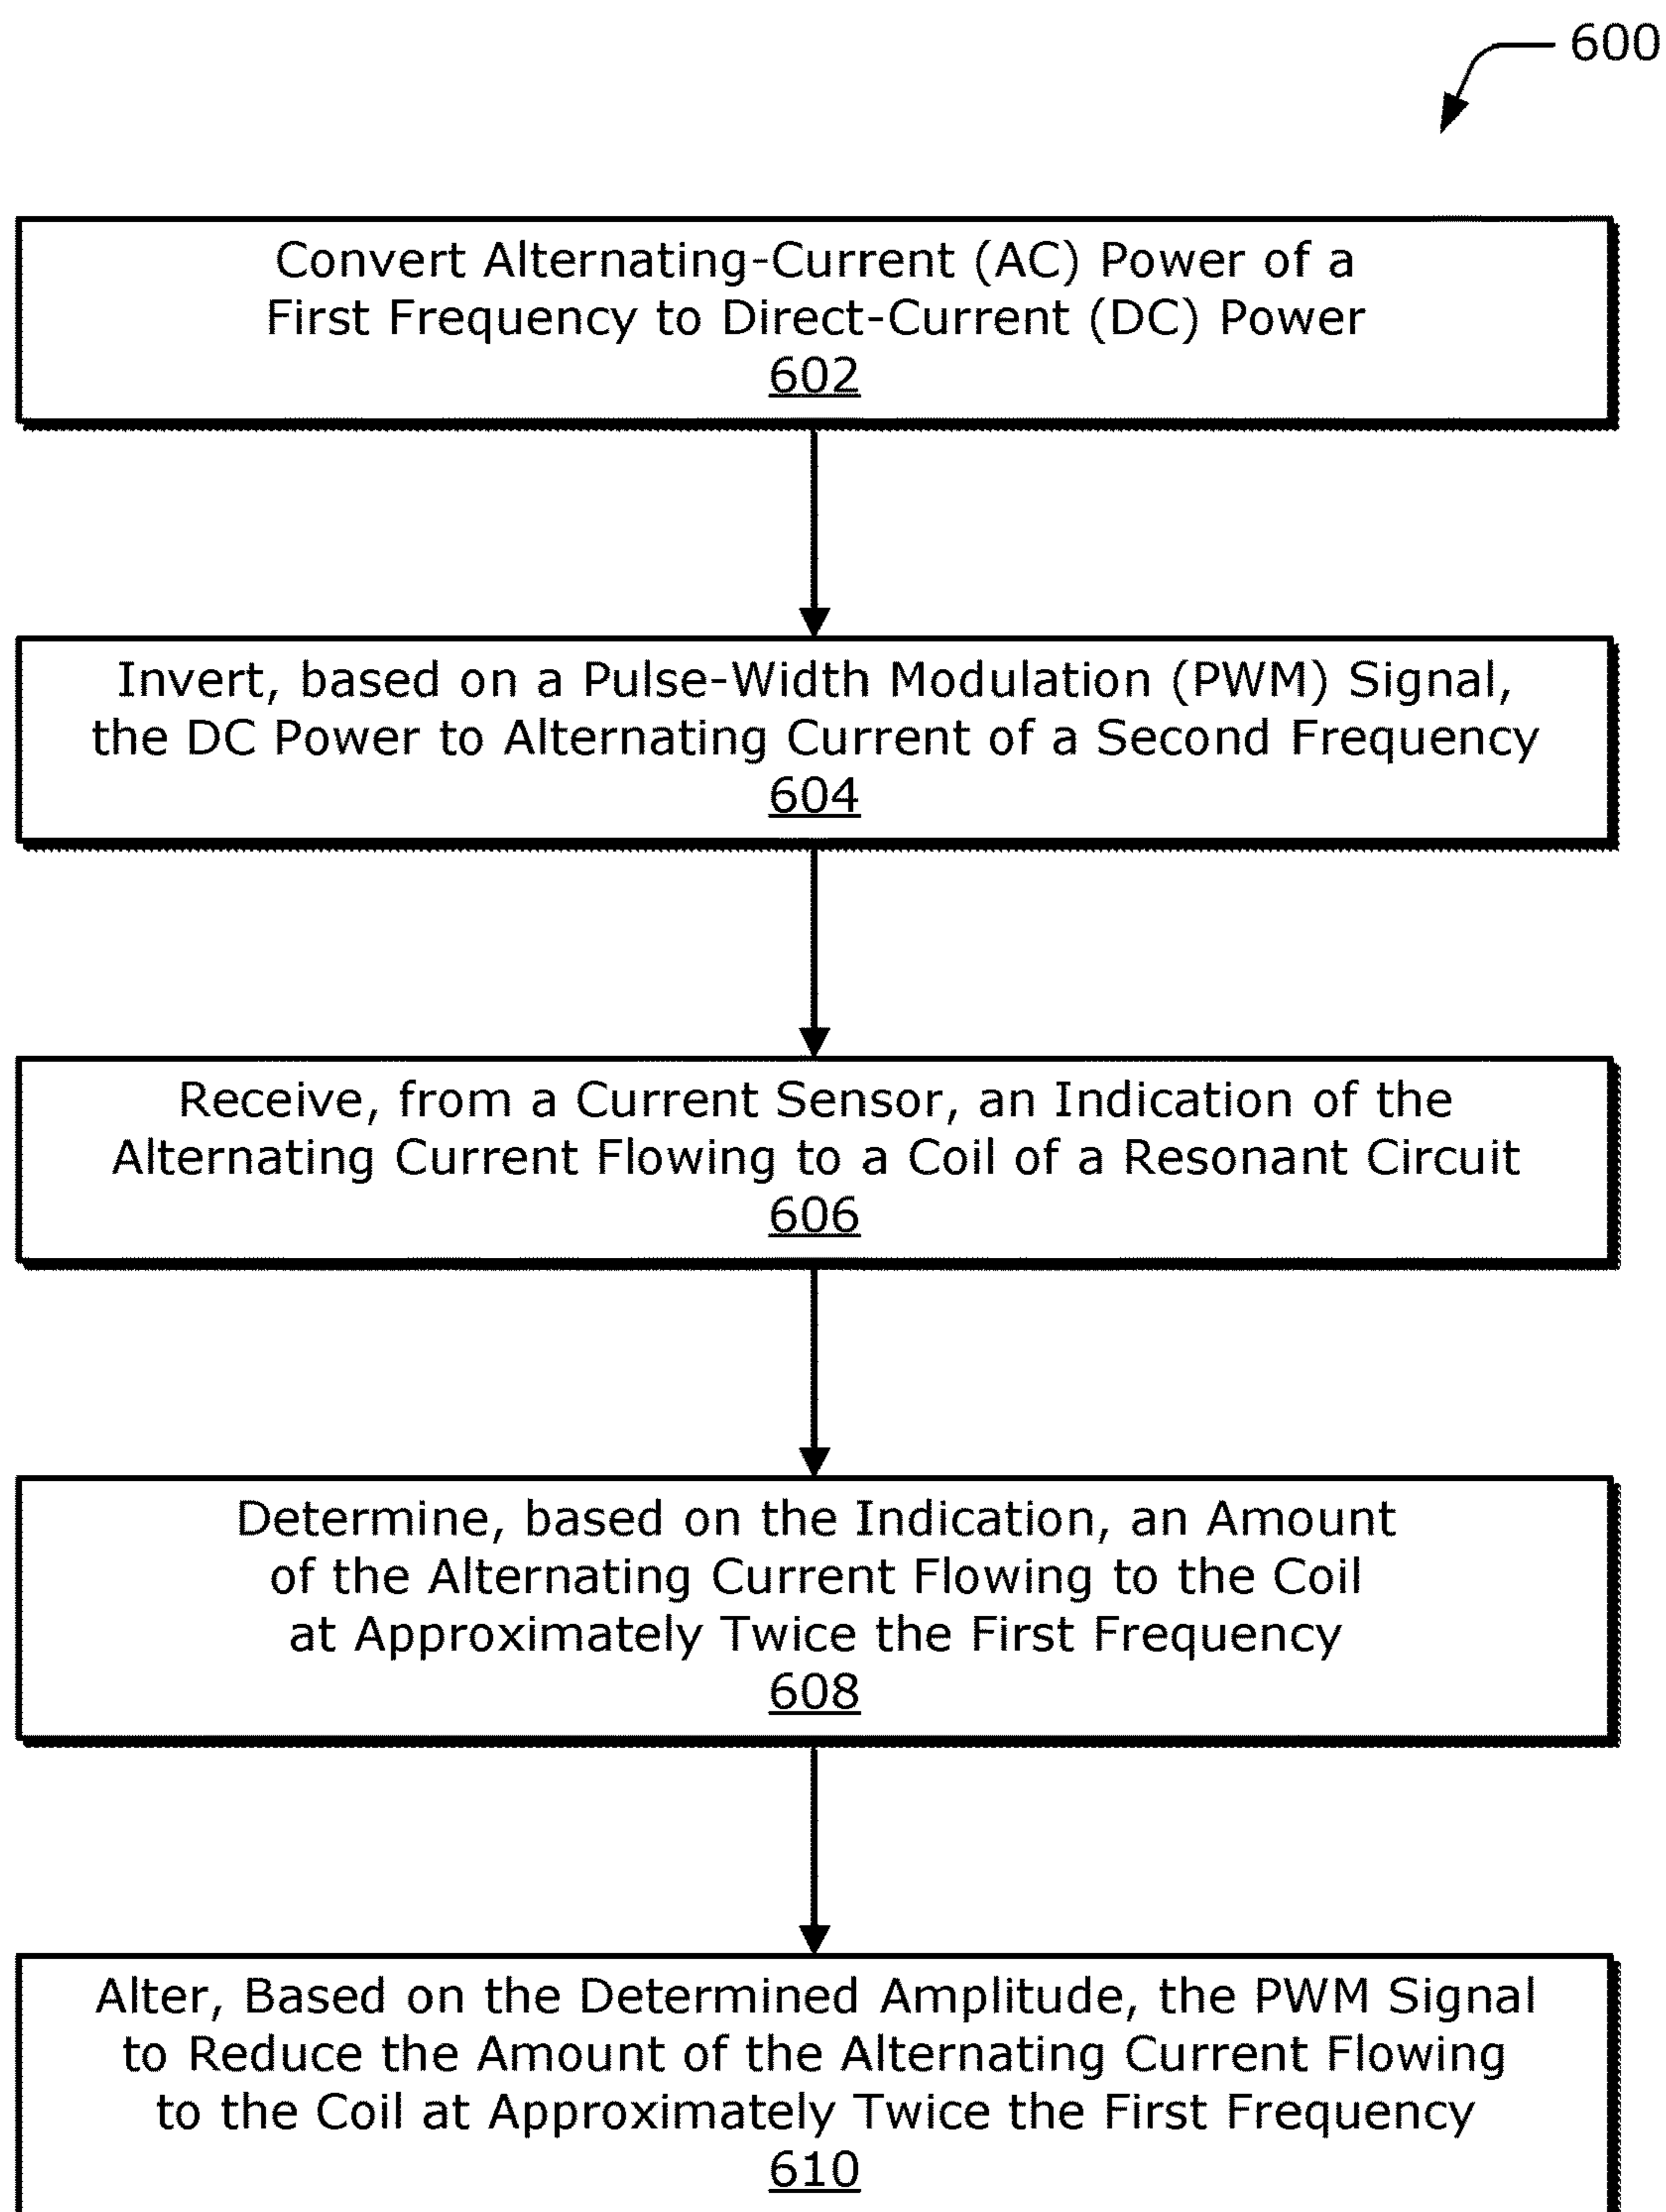 600
Convert Alternating-Current (AC) Power of a
First Frequency to Direct-Current (DC) Power
602
Invert, based on a Pulse-Width Modulation (PWM) Signal,
the DC Power to Alternating Current of a Second Frequency
604
Receive, from a Current Sensor, an Indication of the
Alternating Current Flowing to a Coil of a Resonant Circuit
606
Determine, based on the Indication, an Amount
of the Alternating Current Flowing to the Coil
at Approximately Twice the First Frequency
608
Alter, Based on the Determined Amplitude, the PWM Signal
to Reduce the Amount of the Alternating Current Flowing
to the Coil at Approximately Twice the First Frequency
610